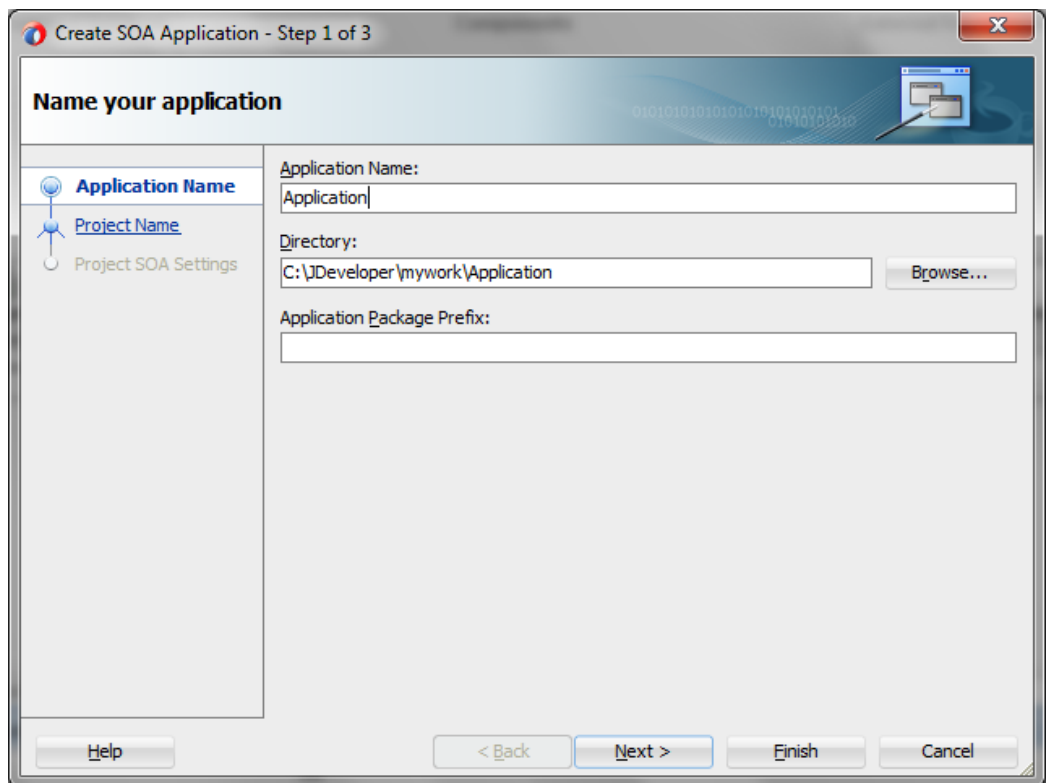 Create SOA Application - Step 1 of 3
Name your application
Application Name
Project Name
Project SOA Settings
Application Name:
Application
Directory:
C:\JDeveloper\mywork\Application
Browse...
Application Package Prefix:
Help
< Back
Next >
Finish
Cancel